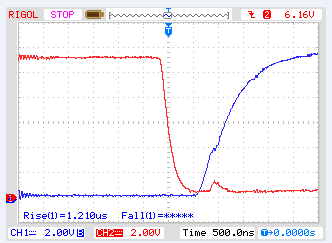 RIGOL STOP T 2 6.16V
T
1
Rise(1)=1.210us Fall(1)=*****
CH1 2.00V B CH2 2.00V Time 500.0ns T→0.0000s